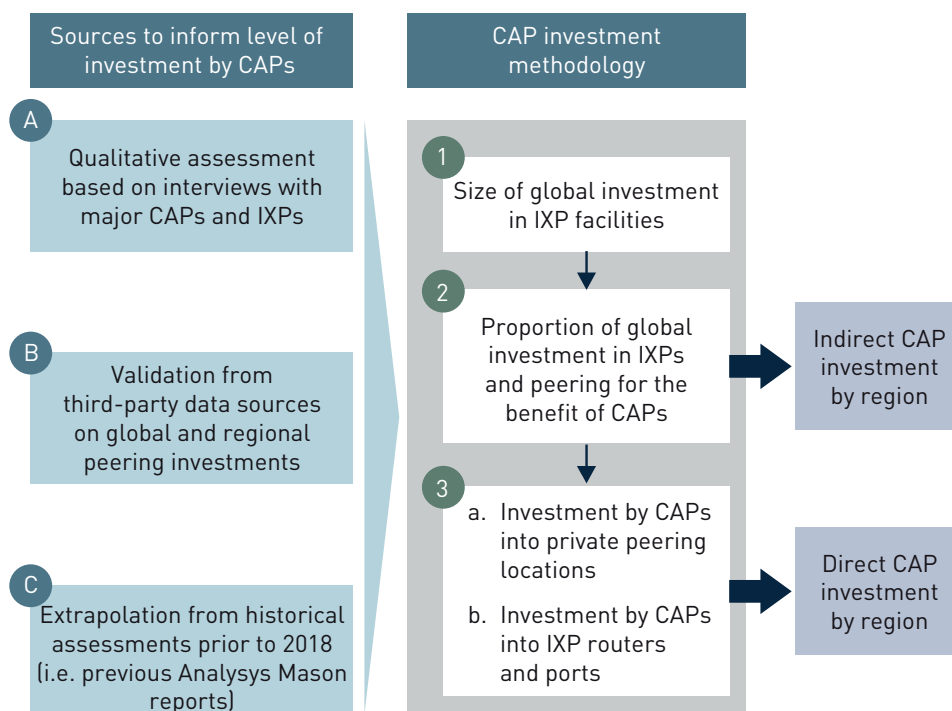 Sources to inform level of
investment by CAPs
A
Qualitative assessment
based on interviews with
major CAPs and IXPs
B
Validation from
third-party data sources
on global and regional
peering investments
C
Extrapolation from historical
assessments prior to 2018
(i.e. previous Analysys Mason
reports)
CAP investment
methodology
1
Size of global investment
in IXP facilities
2
Proportion of global
investment in IXPs
and peering for the
benefit of CAPs
3
a. Investment by CAPs
into private peering
locations
b. Investment by CAPs
into IXP routers
and ports
Indirect CAP
investment
by region
Direct CAP
investment
by region